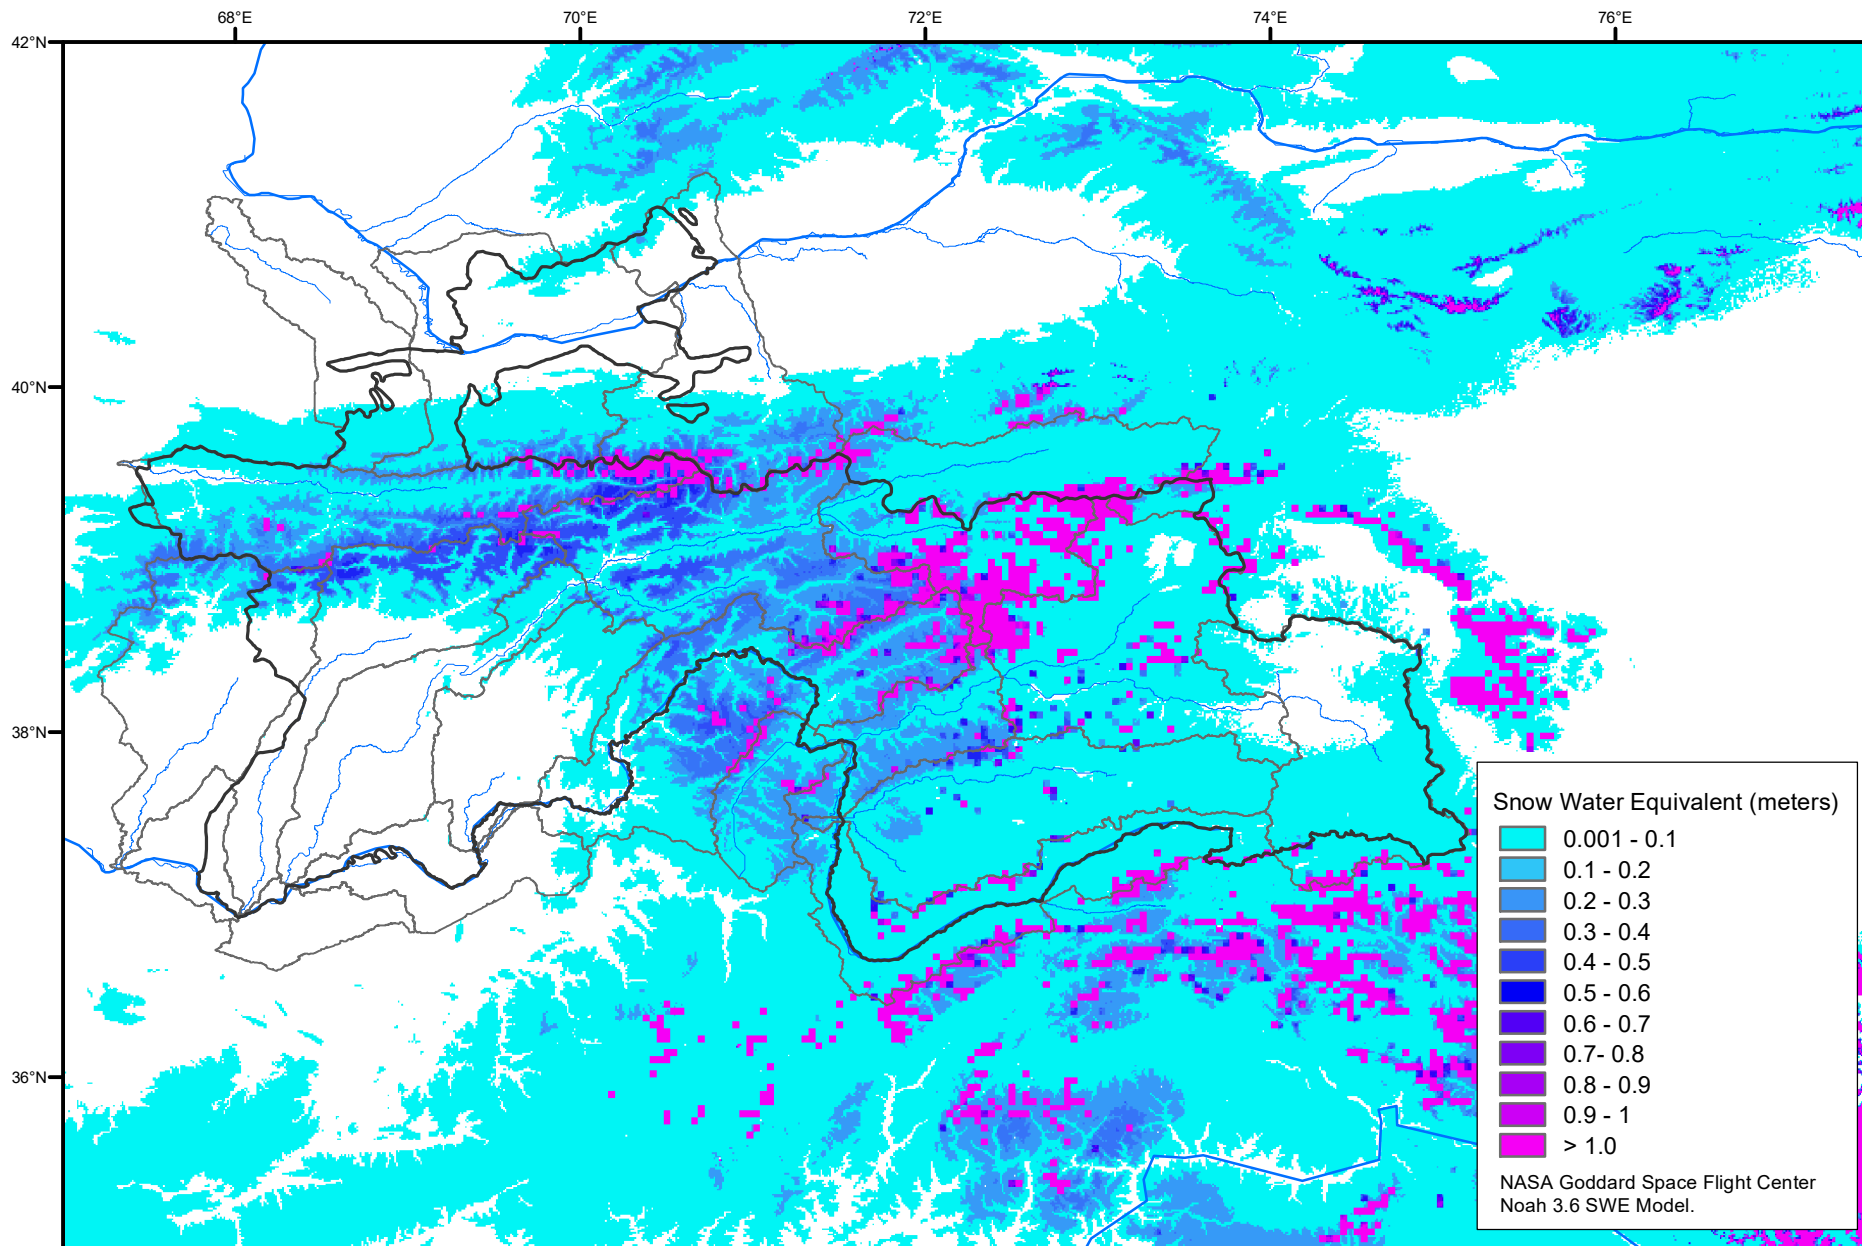 68°E 70°E 72°E 74°E 76°E
42°N
40°N
38°N
36°N
Snow Water Equivalent (meters)
0.001 - 0.1
0.1 - 0.2
0.2 - 0.3
0.3 - 0.4
0.4 - 0.5
0.5 - 0.6
0.6 - 0.7
0.7- 0.8
0.8 - 0.9
0.9 - 1
> 1.0
NASA Goddard Space Flight Center
Noah 3.6 SWE Model.